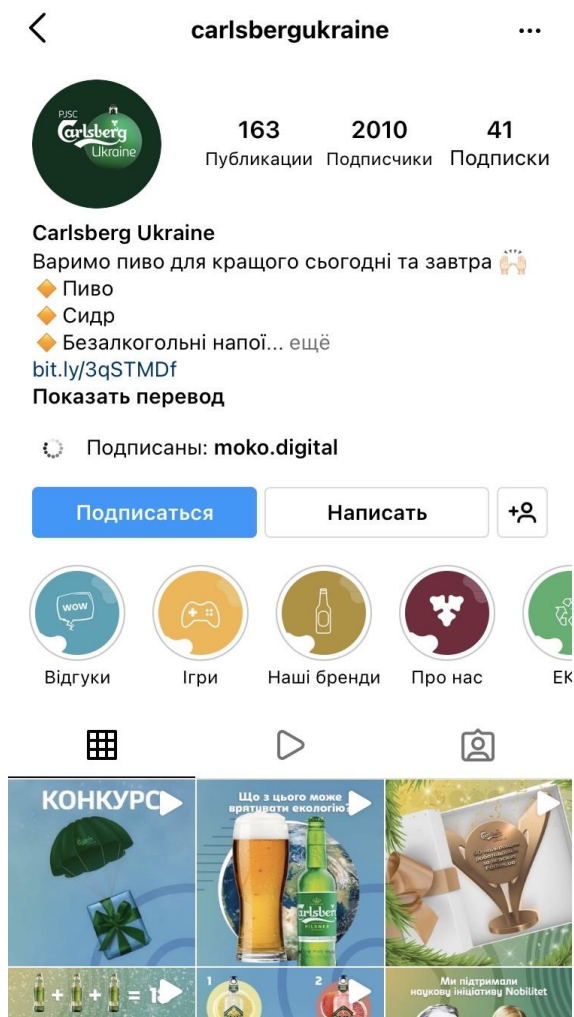 carlsbergukraine
PJSC
Carlsberg
Ukraine
163 2010 41
Публикации Подписчики Подписки
Carlsberg Ukraine
Варимо пиво для кращого сьогодні та завтра 🙌🏻
🔶 Пиво
🔶 Сидр
🔶 Безалкогольні напої... ещё
bit.ly/3qSTMDf
Показать перевод
Подписаны: moko.digital
Подписаться Написать
WOW
Відгуки Ігри Наші бренди Про нас ЕК
КОНКУРС
Що з цього може
врятувати екологію?
Carlsberg
PILSNER
+ + = 18
1 2
Ми підтримали
наукову ініціативу Nobilitet